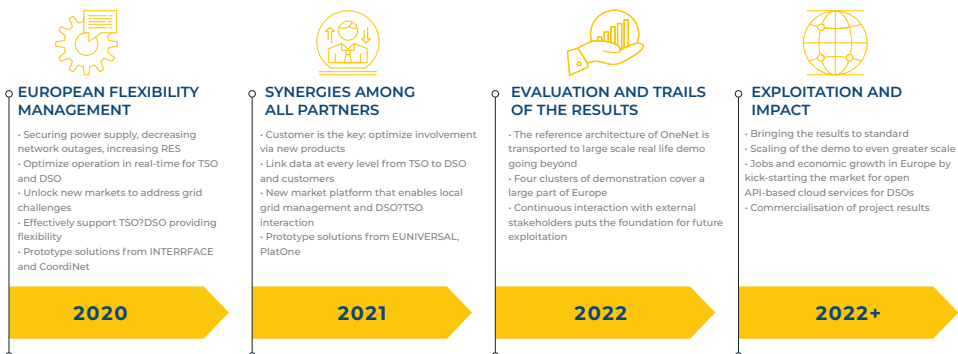 EUROPEAN FLEXIBILITY
MANAGEMENT
• Securing power supply, decreasing
network outages, increasing RES
• Optimize operation in real-time for TSO
and DSO
• Unlock new markets to address grid
challenges
• Effectively support TSO?DSO providing
flexibility
• Prototype solutions from INTERRFACE
and CoordiNet
2020
SYNERGIES AMONG
ALL PARTNERS
• Customer is the key: optimize involvement
via new products
• Link data at every level from TSO to DSO
and customers
• New market platform that enables local
grid management and DSO?TSO
interaction
• Prototype solutions from EUNIVERSAL,
PlatOne
2021
EVALUATION AND TRAILS
OF THE RESULTS
• The reference architecture of OneNet is
transported to large scale real life demo
going beyond
• Four clusters of demonstration cover a
large part of Europe
• Continuous interaction with external
stakeholders puts the foundation for future
exploitation
2022
EXPLOITATION AND
IMPACT
• Bringing the results to standard
• Scaling of the demo to even greater scale
• Jobs and economic growth in Europe by
kick-starting the market for open
API-based cloud services for DSOs
• Commercialisation of project results
2022+